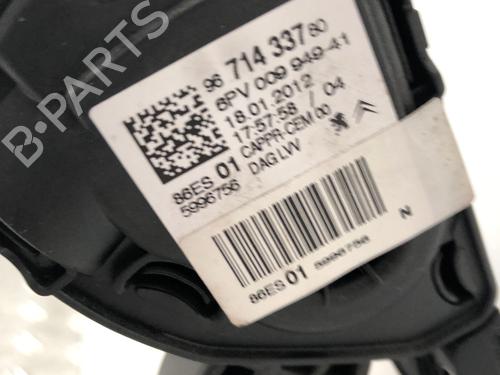 B-PARTS
96 714 337 80
6PV 009 949-41
18.01.2012
17:57:58 / 04
CAPPR.CEM 00
DAG LVV
86ES 01
5996756
86ES 01 5996756
N